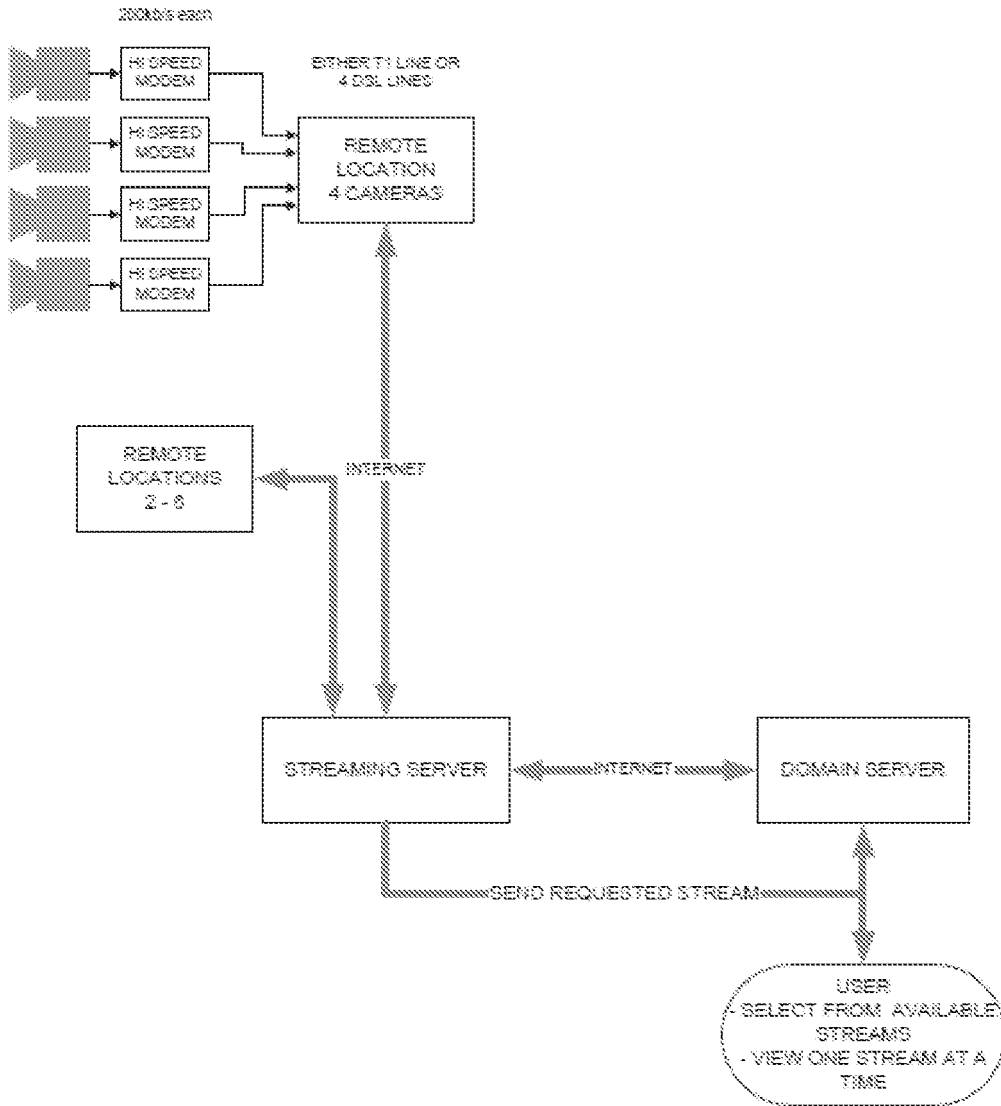 200kb/s each
EITHER T1 LINE OR
4 DSL LINES
HI SPEED
MODEM
HI SPEED
MODEM
HI SPEED
MODEM
HI SPEED
MODEM
REMOTE
LOCATION
4 CAMERAS
REMOTE
LOCATIONS
2 - 6
INTERNET
STREAMING SERVER
INTERNET
DOMAIN SERVER
SEND REQUESTED STREAM
USER
- SELECT FROM AVAILABLE
STREAMS
- VIEW ONE STREAM AT A
TIME